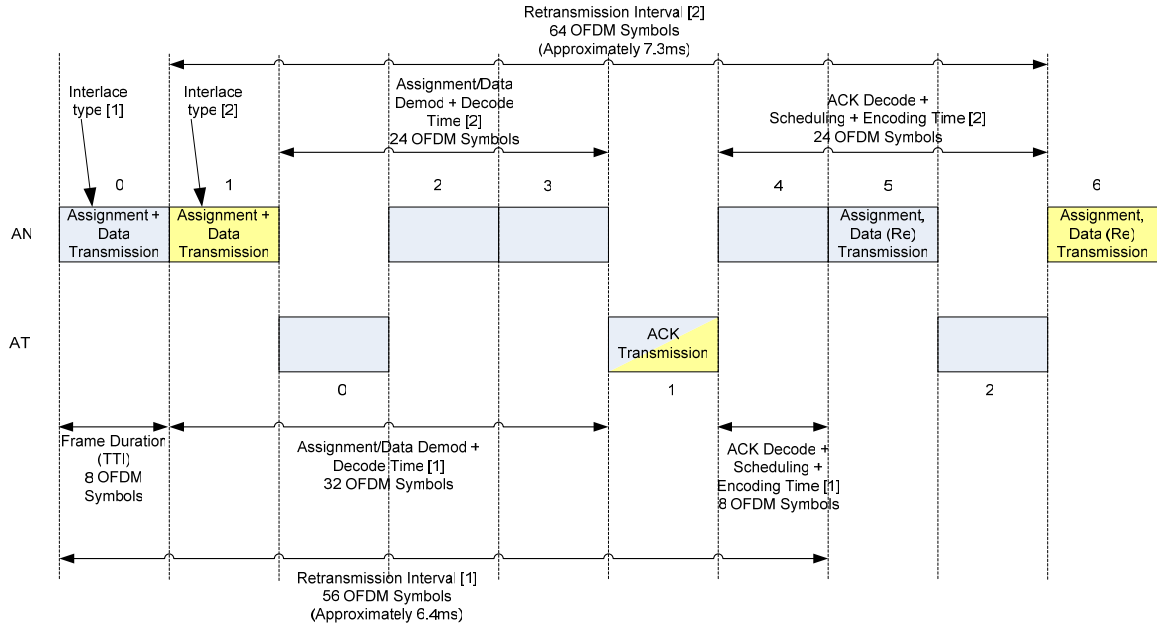 Retransmission Interval [2]
64 OFDM Symbols
(Approximately 7.3ms)
Interlace
type [1]
Interlace
type [2]
Assignment/Data
Demod + Decode
Time [2]
24 OFDM Symbols
ACK Decode +
Scheduling + Encoding Time [2]
24 OFDM Symbols
0
1
2
3
4
5
6
AN
Assignment +
Data
Transmission
Assignment +
Data
Transmission
Assignment,
Data (Re)
Transmission
Assignment,
Data (Re)
Transmission
AT
ACK
Transmission
0
1
2
Frame Duration
(TTI)
8 OFDM
Symbols
Assignment/Data Demod +
Decode Time [1]
32 OFDM Symbols
ACK Decode +
Scheduling +
Encoding Time [1]
8 OFDM Symbols
Retransmission Interval [1]
56 OFDM Symbols
(Approximately 6.4ms)